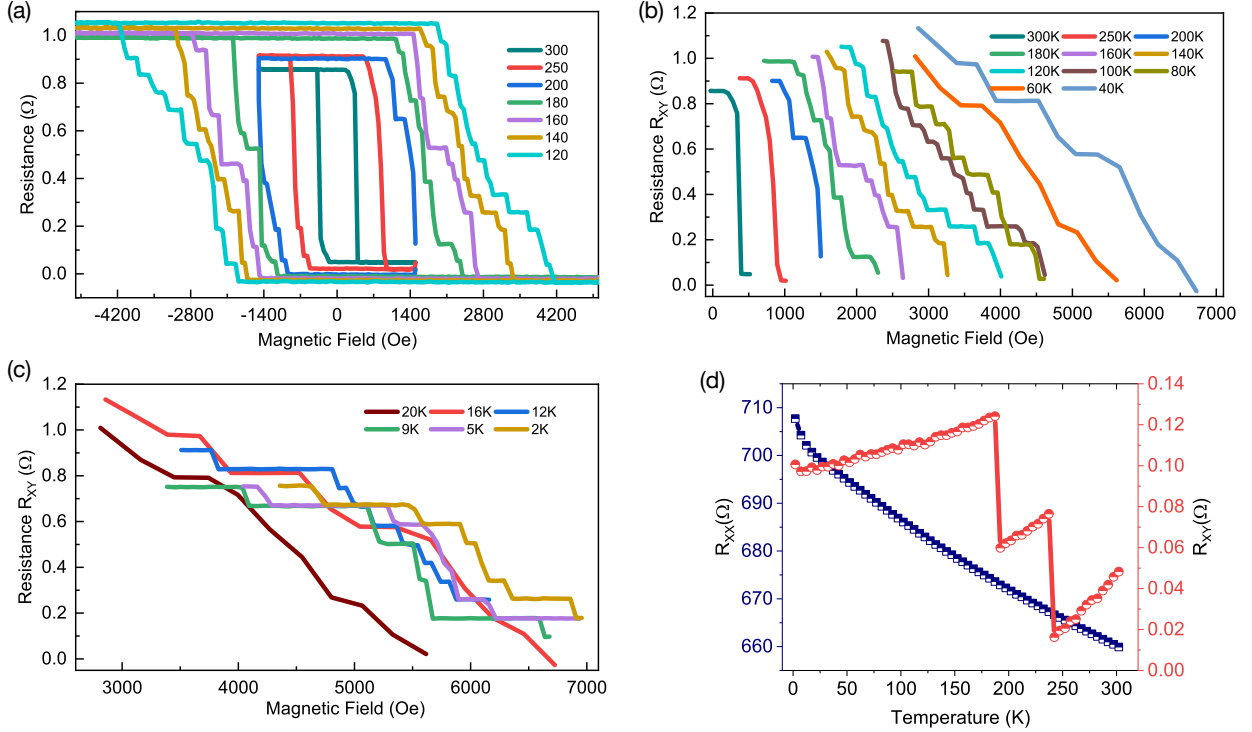 (a)
Resistance (Ω)
1.0
0.8
0.6
0.4
0.2
0.0
-4200 -2800 -1400 0 1400 2800 4200
Magnetic Field (Oe)
300
250
200
180
160
140
120
(b)
Resistance R_XY (Ω)
1.2
1.0
0.8
0.6
0.4
0.2
0.0
0 1000 2000 3000 4000 5000 6000 7000
Magnetic Field (Oe)
300K 250K 200K
180K 160K 140K
120K 100K 80K
60K 40K
(c)
Resistance R_XY (Ω)
1.2
1.0
0.8
0.6
0.4
0.2
0.0
3000 4000 5000 6000 7000
Magnetic Field (Oe)
20K 16K 12K
9K 5K 2K
(d)
R_XX(Ω)
710
700
690
680
670
660
0 50 100 150 200 250 300
Temperature (K)
0.14
0.12
0.10
0.08
0.06
0.04
0.02
0.00
R_XY(Ω)